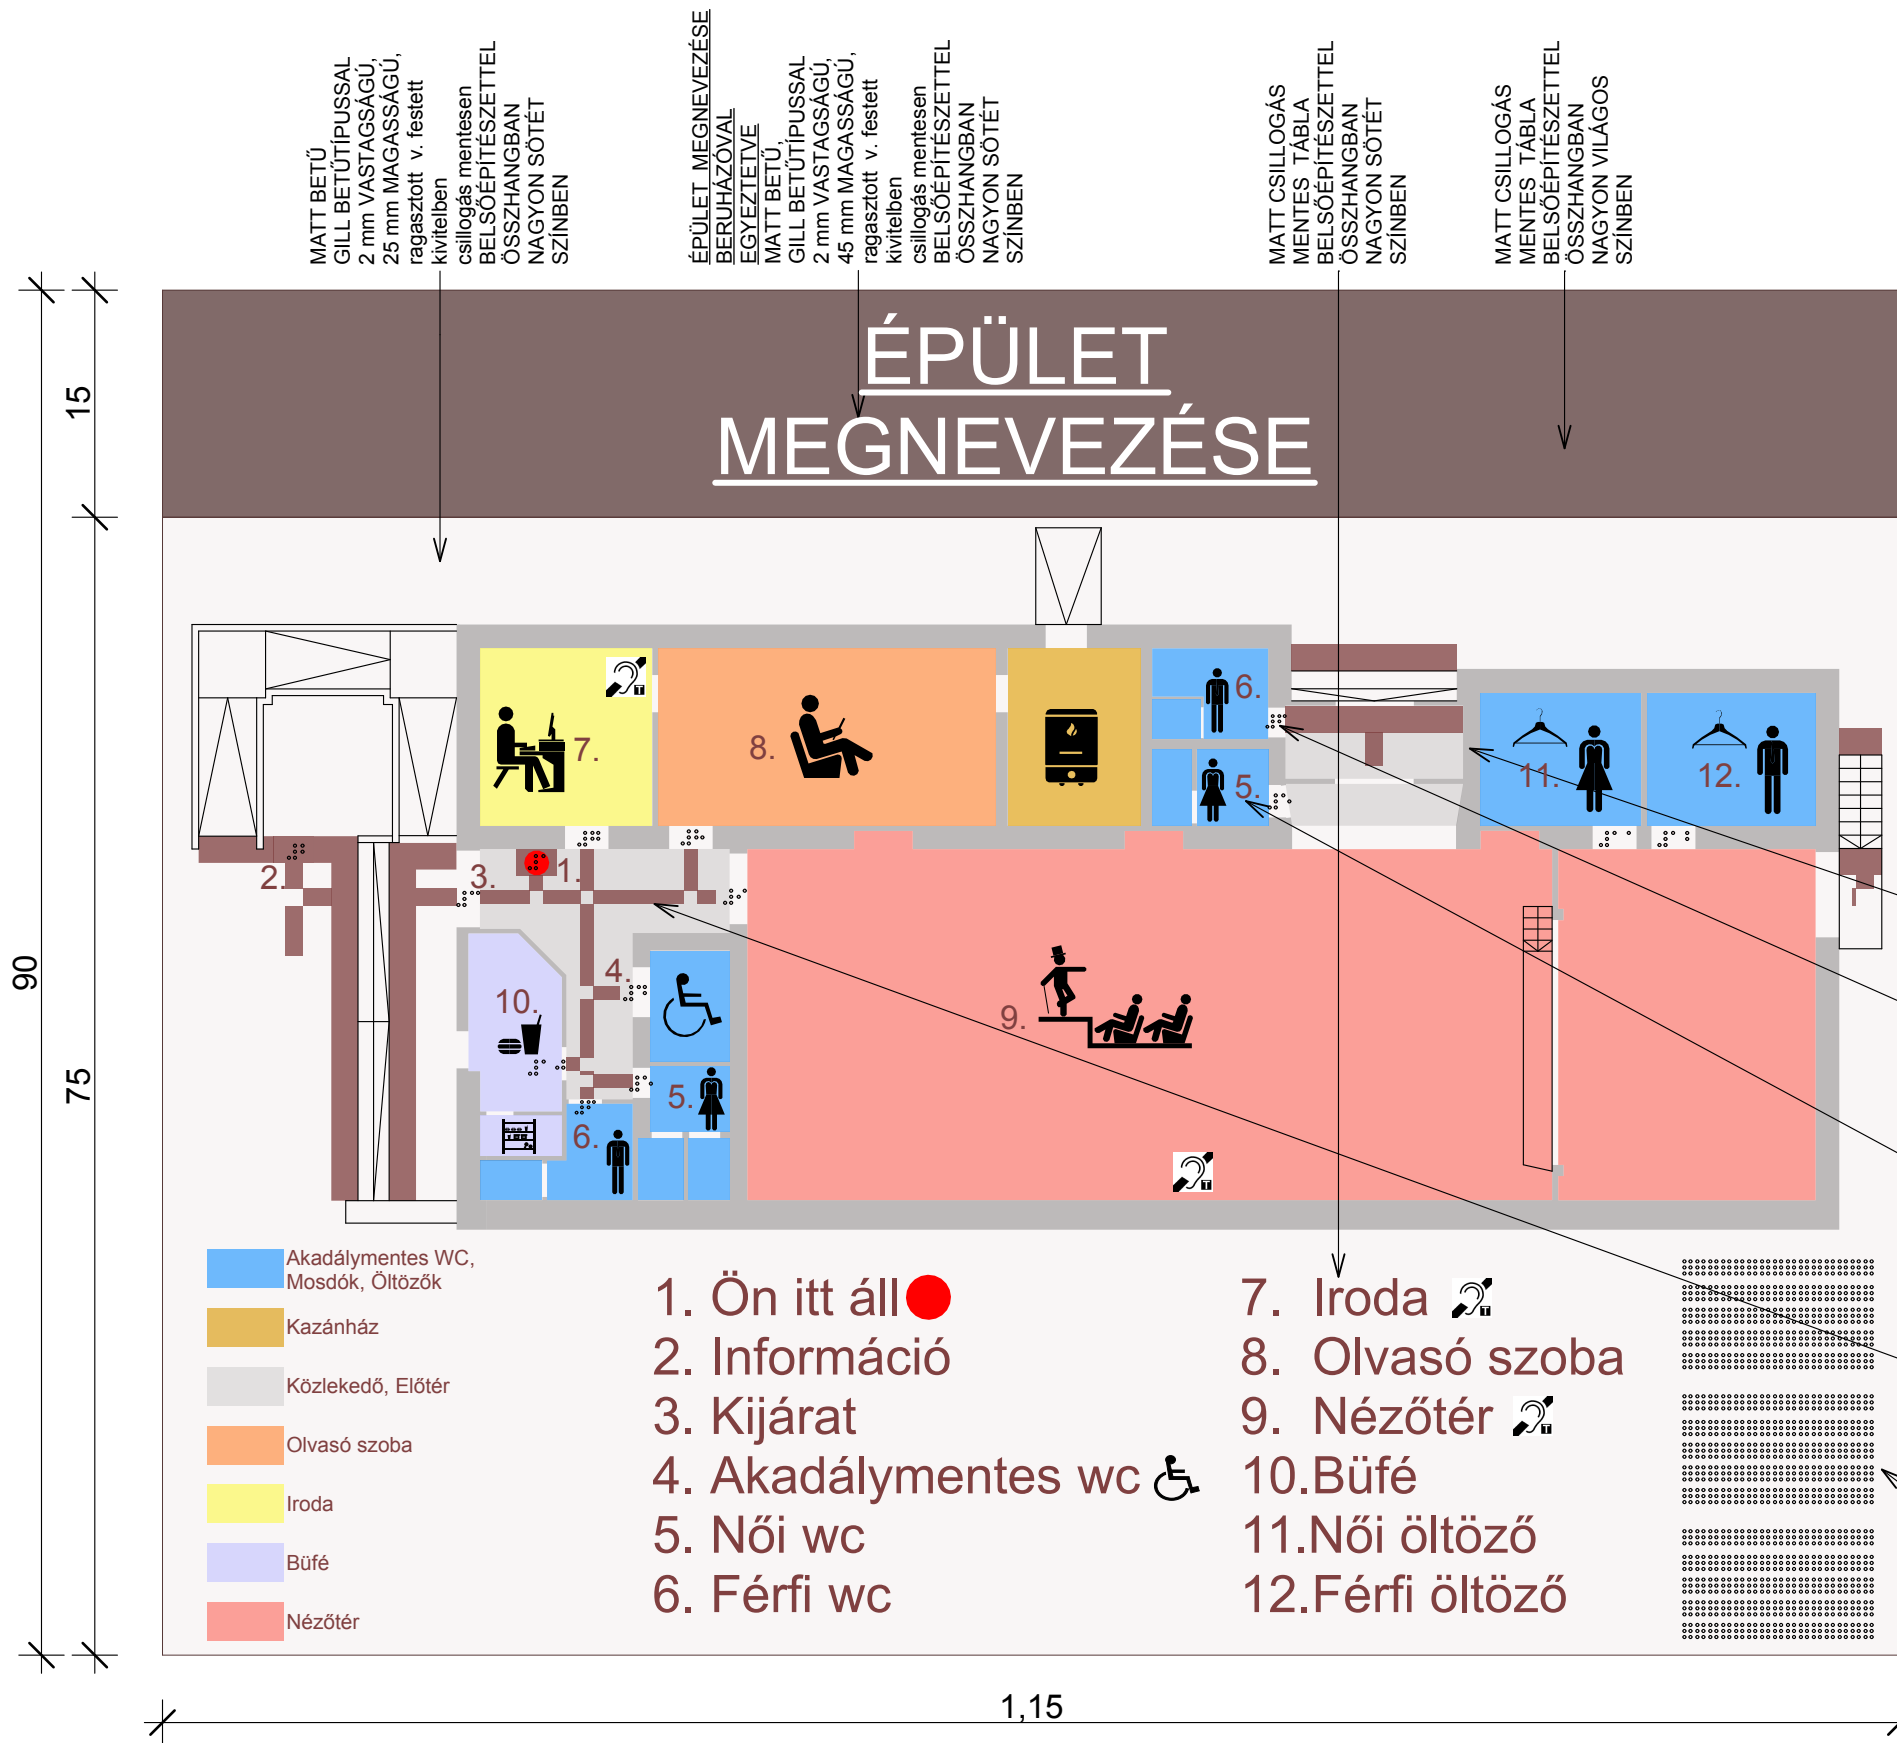 MATT BETŰ
GILL BETŰTÍPUSSAL
2 mm VASTAGSÁGÚ,
25 mm MAGASSÁGÚ,
ragasztott v. festett
kivitelben
csillogás mentesen
BELSŐÉPÍTÉSZETTEL
ÖSSZHANGBAN
NAGYON SÖTÉT
SZÍNBEN
ÉPÜLET MEGNEVEZÉSE
BERUHÁZÓVAL
EGYEZTETVE
MATT BETŰ,
GILL BETŰTÍPUSSAL
2 mm VASTAGSÁGÚ,
45 mm MAGASSÁGÚ,
ragasztott v. festett
kivitelben
csillogás mentesen
BELSŐÉPÍTÉSZETTEL
ÖSSZHANGBAN
NAGYON SÖTÉT
SZÍNBEN
MATT CSILLOGÁS
MENTES TÁBLA
BELSŐÉPÍTÉSZETTEL
ÖSSZHANGBAN
NAGYON SÖTÉT
SZÍNBEN
MATT CSILLOGÁS
MENTES TÁBLA
BELSŐÉPÍTÉSZETTEL
ÖSSZHANGBAN
NAGYON VILÁGOS
SZÍNBEN
15
ÉPÜLET
MEGNEVEZÉSE
90
75
7.
8.
6.
5.
11.
12.
2.
3.
1.
4.
10.
9.
5.
6.
T
T
Akadálymentes WC,
Mosdók, Öltözők
Kazánház
Közlekedő, Előtér
Olvasó szoba
Iroda
Büfé
Nézőtér
1. Ön itt áll
2. Információ
3. Kijárat
4. Akadálymentes wc
5. Női wc
6. Férfi wc
7. Iroda T
8. Olvasó szoba
9. Nézőtér T
10.Büfé
11.Női öltöző
12.Férfi öltöző
1,15